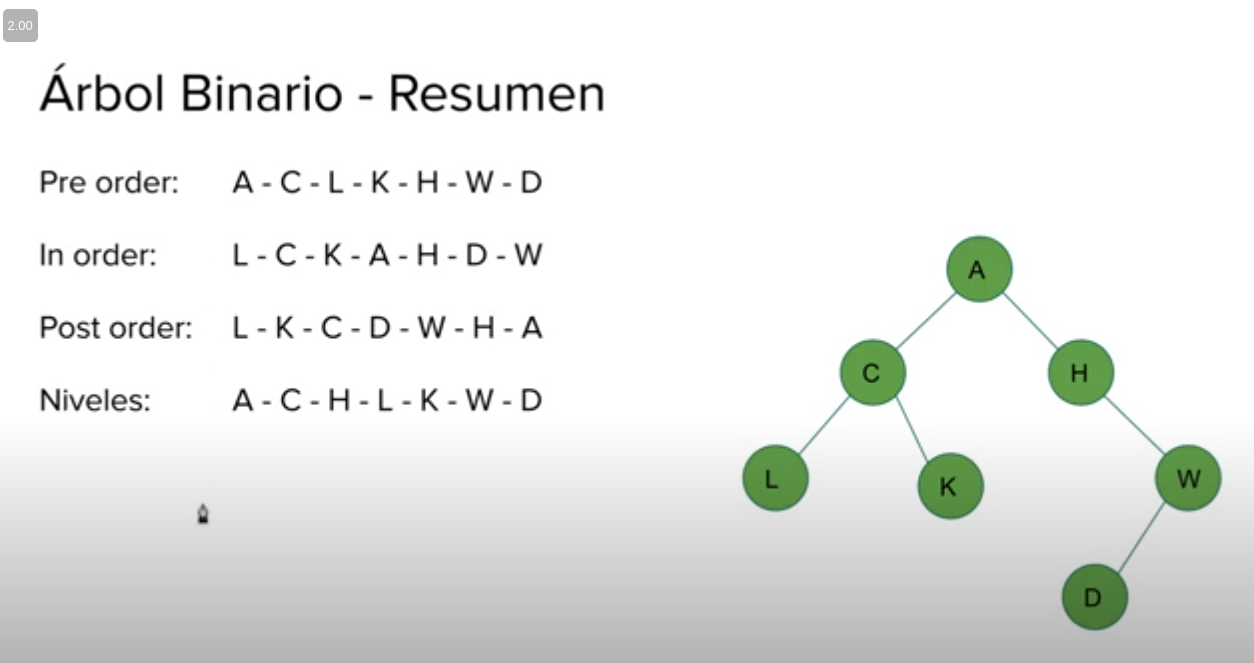 2.00
Árbol Binario - Resumen
Pre order: A - C - L - K - H - W - D
In order: L - C - K - A - H - D - W
Post order: L - K - C - D - W - H - A
Niveles: A - C - H - L - K - W - D
A
C
H
L
K
W
D